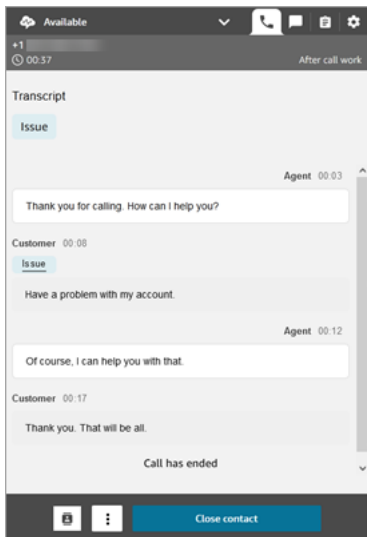 Available
+1
00:37 After call work
Transcript
Issue
Agent 00:03
Thank you for calling. How can I help you?
Customer 00:08
Issue
Have a problem with my account.
Agent 00:12
Of course, I can help you with that.
Customer 00:17
Thank you. That will be all.
Call has ended
Close contact